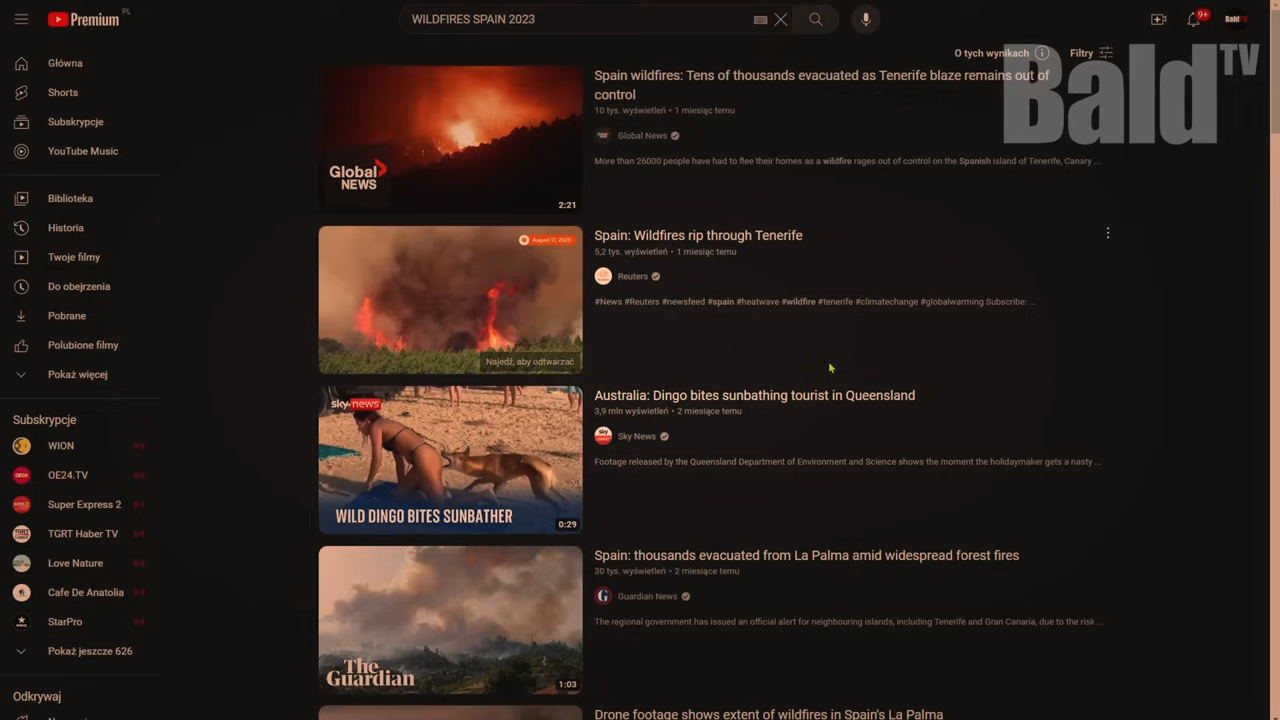 Premium PL
WILDFIRES SPAIN 2023
9+
Bald TV
Główna
Shorts
Subskrypcje
YouTube Music
Biblioteka
Historia
Twoje filmy
Do obejrzenia
Pobrane
Polubione filmy
Pokaż więcej
Subskrypcje
WION
OE24.TV
Super Express 2
TGRT Haber TV
Love Nature
Cafe De Anatolia
StarPro
Pokaż jeszcze 626
Odkrywaj
O tych wynikach
Filtry
Global NEWS
2:21
Spain wildfires: Tens of thousands evacuated as Tenerife blaze remains out of
control
10 tys. wyświetleń • 1 miesiąc temu
Global News
More than 26000 people have had to flee their homes as a wildfire rages out of control on the Spanish island of Tenerife, Canary ...
August 17, 2023
Najedź, aby odtwarzać
Spain: Wildfires rip through Tenerife
5,2 tys. wyświetleń • 1 miesiąc temu
Reuters
#News #Reuters #newsfeed #spain #heatwave #wildfire #tenerife #climatechange #globalwarming Subscribe: ...
sky news
WILD DINGO BITES SUNBATHER
0:29
Australia: Dingo bites sunbathing tourist in Queensland
3,9 mln wyświetleń • 2 miesiące temu
Sky News
Footage released by the Queensland Department of Environment and Science shows the moment the holidaymaker gets a nasty ...
The Guardian
1:03
Spain: thousands evacuated from La Palma amid widespread forest fires
30 tys. wyświetleń • 2 miesiące temu
Guardian News
The regional government has issued an official alert for neighbouring islands, including Tenerife and Gran Canaria, due to the risk ...
Drone footage shows extent of wildfires in Spain's La Palma